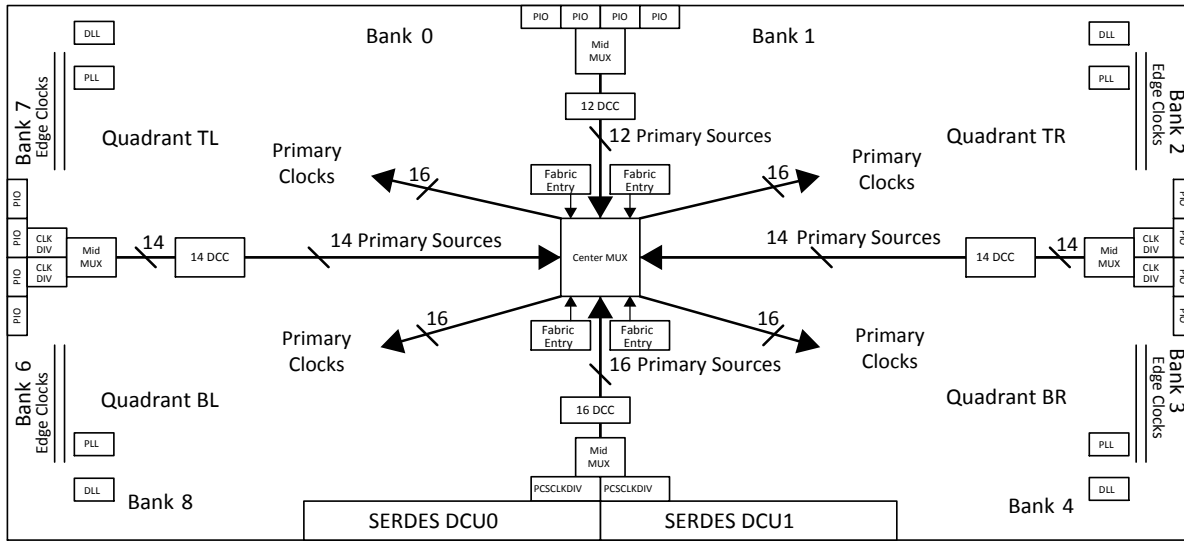 PIO PIO PIO PIO
DLL
Bank 0
Mid
MUX
Bank 1
DLL
PLL
PLL
Bank 7
Edge Clocks
12 DCC
Bank 2
Edge Clocks
Quadrant TL
12 Primary Sources
Quadrant TR
Primary
Clocks
16
Fabric
Entry
Fabric
Entry
16
Primary
Clocks
PIO
PIO
PIO
PIO
CLK
DIV
CLK
DIV
Mid
MUX
14
14 DCC
14 Primary Sources
Center MUX
14 Primary Sources
14 DCC
14
Mid
MUX
CLK
DIV
CLK
DIV
PIO
PIO
PIO
PIO
Primary
Clocks
16
Fabric
Entry
Fabric
Entry
16
Primary
Clocks
16 Primary Sources
Bank 6
Edge Clocks
Quadrant BL
16 DCC
Quadrant BR
Bank 3
Edge Clocks
PLL
Mid
MUX
PLL
DLL
Bank 8
PCSCLKDIV PCSCLKDIV
Bank 4
DLL
SERDES DCU0 SERDES DCU1